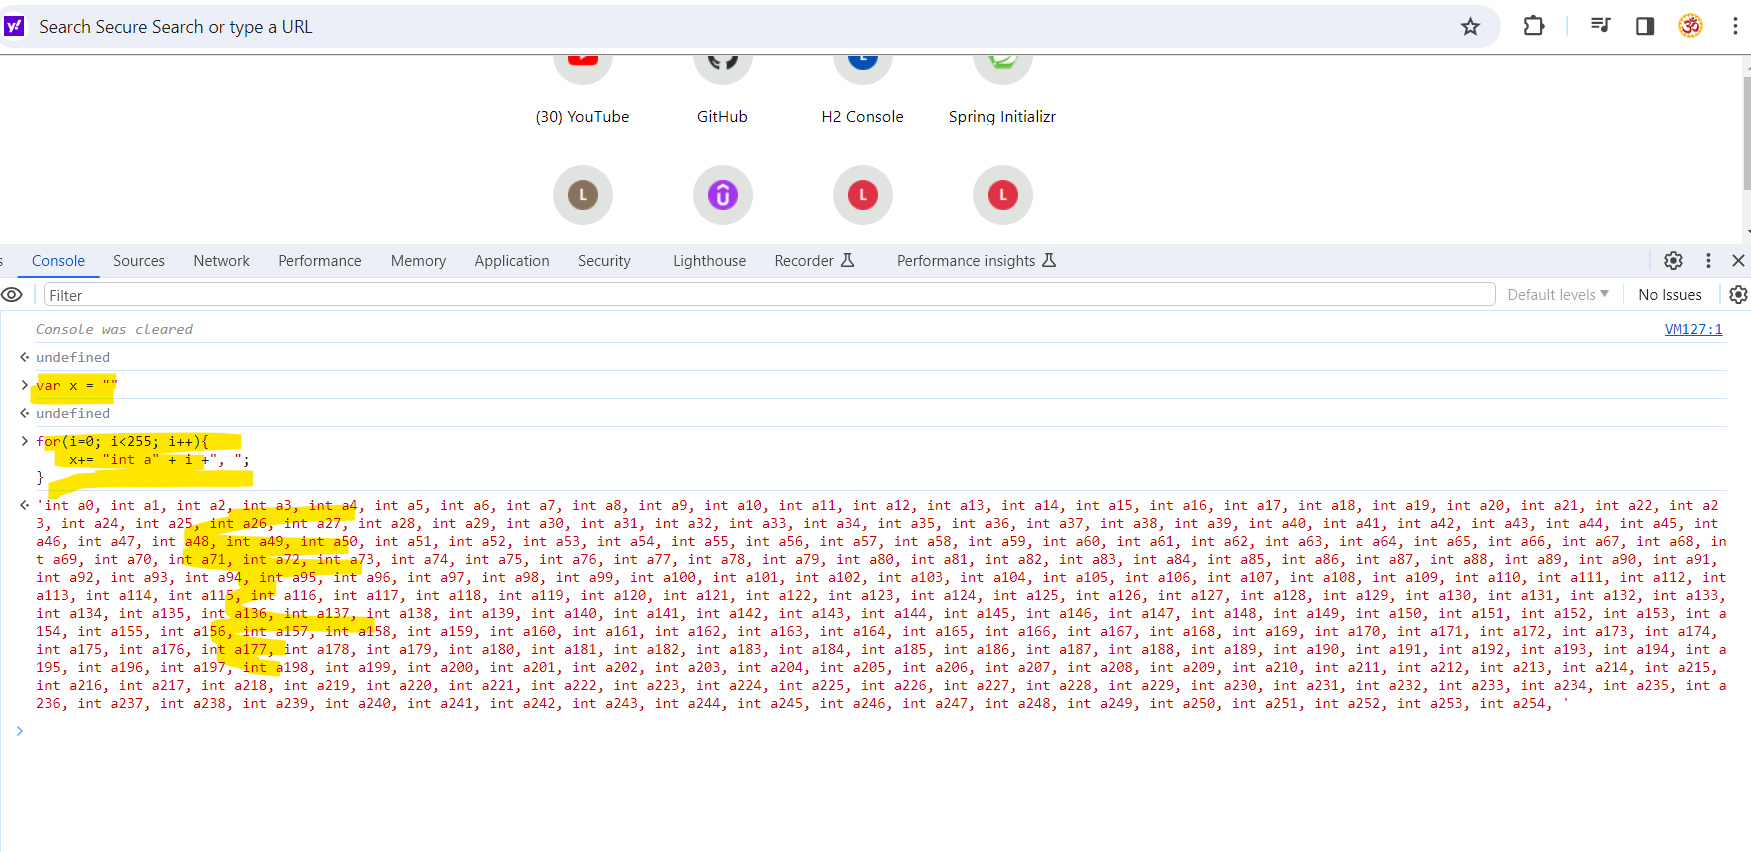 Search Secure Search or type a URL
(30) YouTube GitHub H2 Console Spring Initializr
L L L
Console Sources Network Performance Memory Application Security Lighthouse Recorder Performance insights
Filter Default levels ▼ No Issues
Console was cleared VM127:1
undefined
var x = ""
undefined
for(i=0; i<255; i++){
x+= "int a" + i +", ";
}
'int a0, int a1, int a2, int a3, int a4, int a5, int a6, int a7, int a8, int a9, int a10, int a11, int a12, int a13, int a14, int a15, int a16, int a17, int a18, int a19, int a20, int a21, int a22, int a2
3, int a24, int a25, int a26, int a27, int a28, int a29, int a30, int a31, int a32, int a33, int a34, int a35, int a36, int a37, int a38, int a39, int a40, int a41, int a42, int a43, int a44, int a45, int
a46, int a47, int a48, int a49, int a50, int a51, int a52, int a53, int a54, int a55, int a56, int a57, int a58, int a59, int a60, int a61, int a62, int a63, int a64, int a65, int a66, int a67, int a68, in
t a69, int a70, int a71, int a72, int a73, int a74, int a75, int a76, int a77, int a78, int a79, int a80, int a81, int a82, int a83, int a84, int a85, int a86, int a87, int a88, int a89, int a90, int a91,
int a92, int a93, int a94, int a95, int a96, int a97, int a98, int a99, int a100, int a101, int a102, int a103, int a104, int a105, int a106, int a107, int a108, int a109, int a110, int a111, int a112, int
a113, int a114, int a115, int a116, int a117, int a118, int a119, int a120, int a121, int a122, int a123, int a124, int a125, int a126, int a127, int a128, int a129, int a130, int a131, int a132, int a133,
int a134, int a135, int a136, int a137, int a138, int a139, int a140, int a141, int a142, int a143, int a144, int a145, int a146, int a147, int a148, int a149, int a150, int a151, int a152, int a153, int a
154, int a155, int a156, int a157, int a158, int a159, int a160, int a161, int a162, int a163, int a164, int a165, int a166, int a167, int a168, int a169, int a170, int a171, int a172, int a173, int a174,
int a175, int a176, int a177, int a178, int a179, int a180, int a181, int a182, int a183, int a184, int a185, int a186, int a187, int a188, int a189, int a190, int a191, int a192, int a193, int a194, int a
195, int a196, int a197, int a198, int a199, int a200, int a201, int a202, int a203, int a204, int a205, int a206, int a207, int a208, int a209, int a210, int a211, int a212, int a213, int a214, int a215,
int a216, int a217, int a218, int a219, int a220, int a221, int a222, int a223, int a224, int a225, int a226, int a227, int a228, int a229, int a230, int a231, int a232, int a233, int a234, int a235, int a
236, int a237, int a238, int a239, int a240, int a241, int a242, int a243, int a244, int a245, int a246, int a247, int a248, int a249, int a250, int a251, int a252, int a253, int a254, '